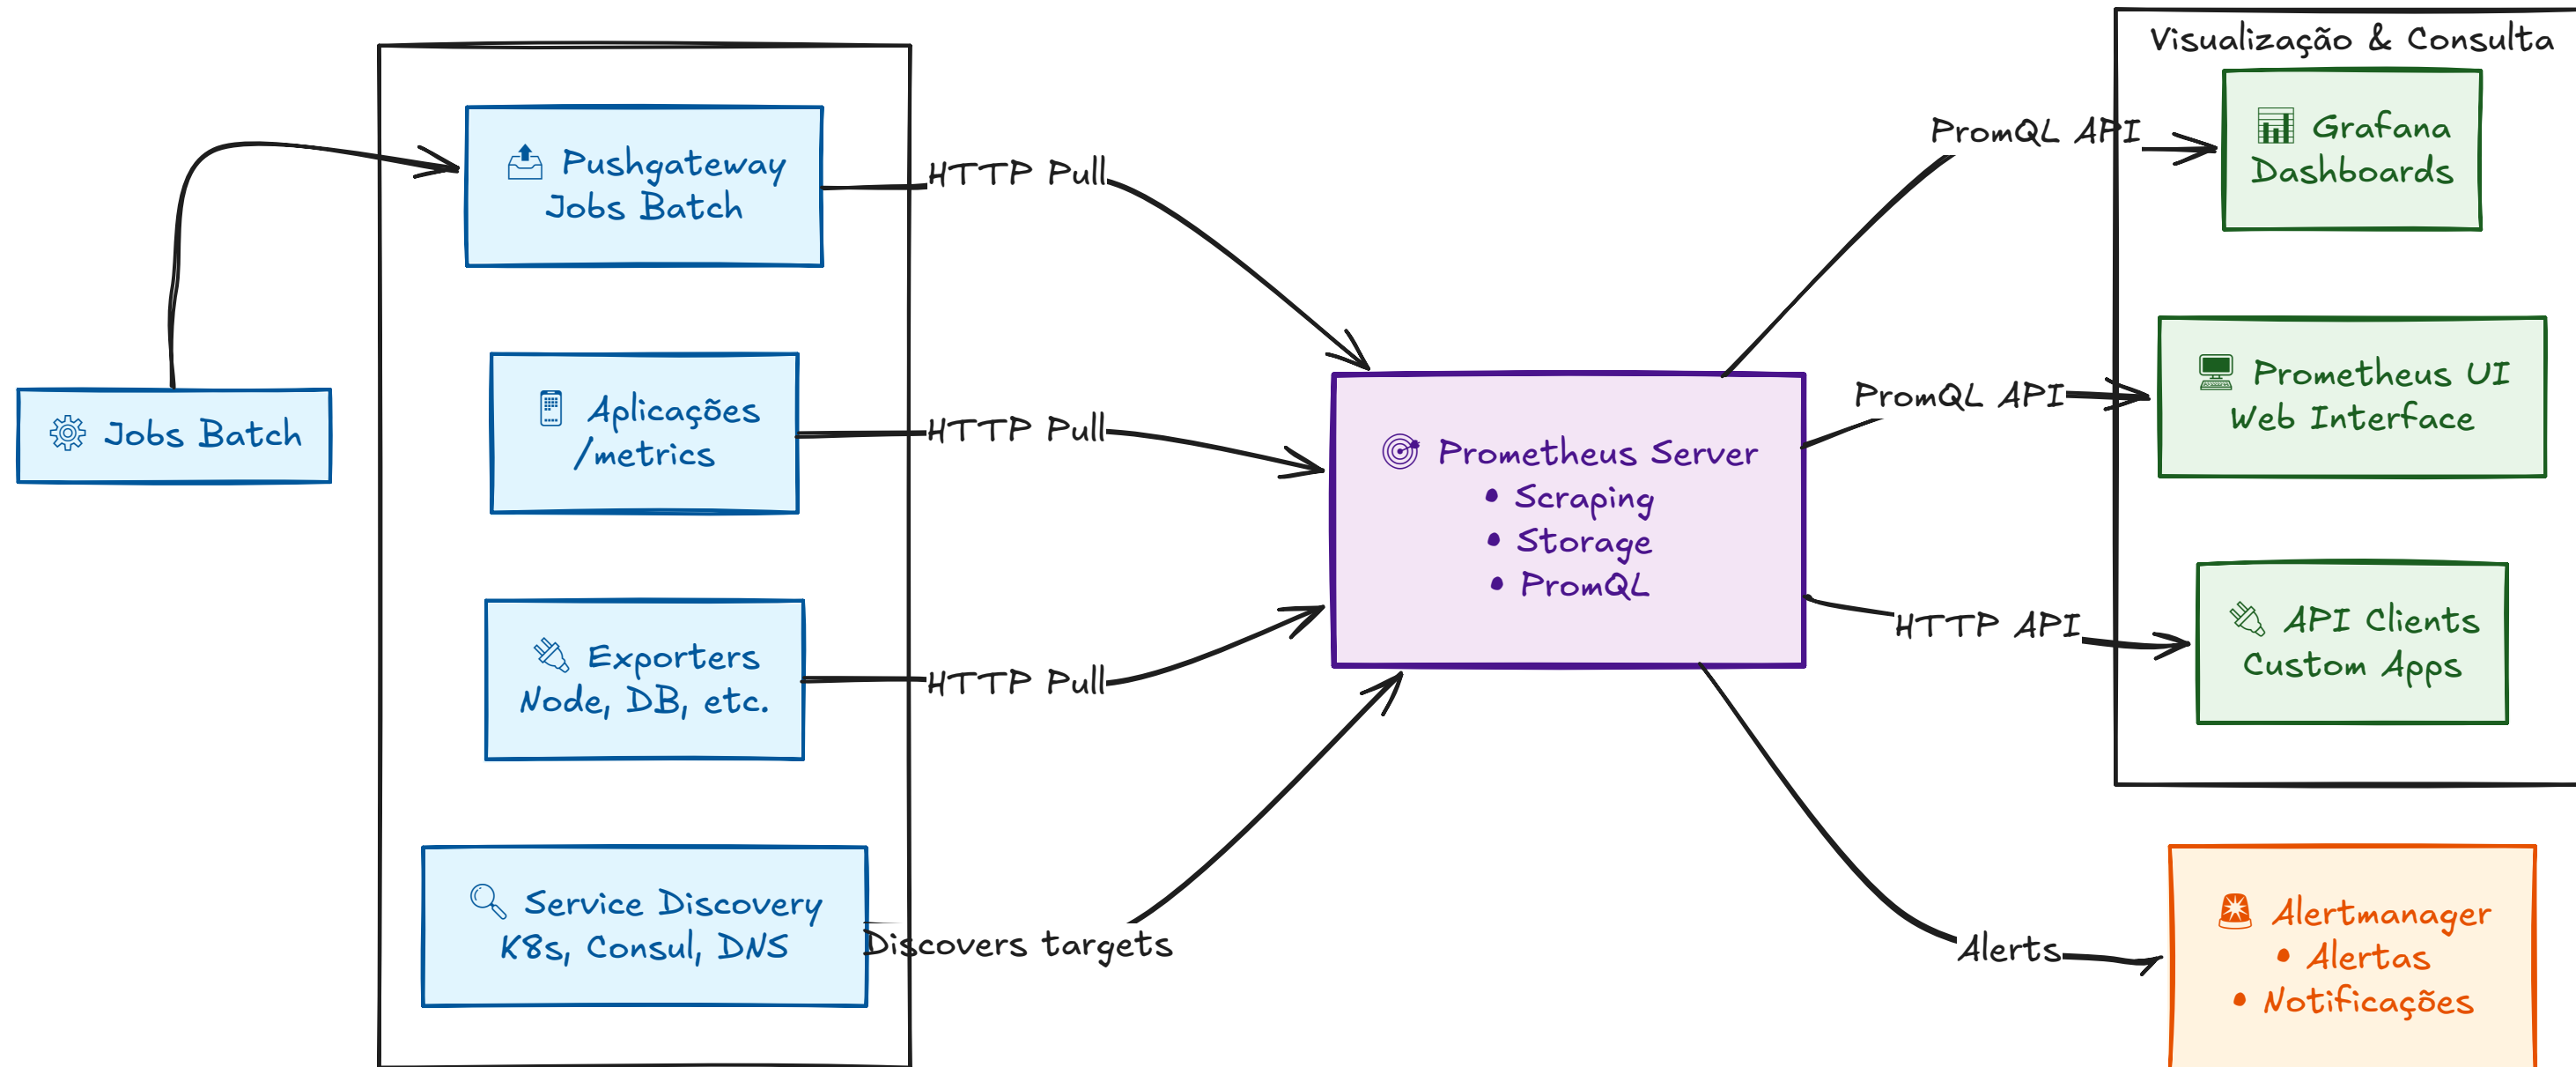 Jobs Batch
Pushgateway
Jobs Batch
Aplicações
/metrics
Exporters
Node, DB, etc.
Service Discovery
K8s, Consul, DNS
HTTP Pull
HTTP Pull
HTTP Pull
Discovers targets
Prometheus Server
• Scraping
• Storage
• PromQL
PromQL API
PromQL API
HTTP API
Alerts
Visualização & Consulta
Grafana
Dashboards
Prometheus UI
Web Interface
API Clients
Custom Apps
Alertmanager
• Alertas
• Notificações